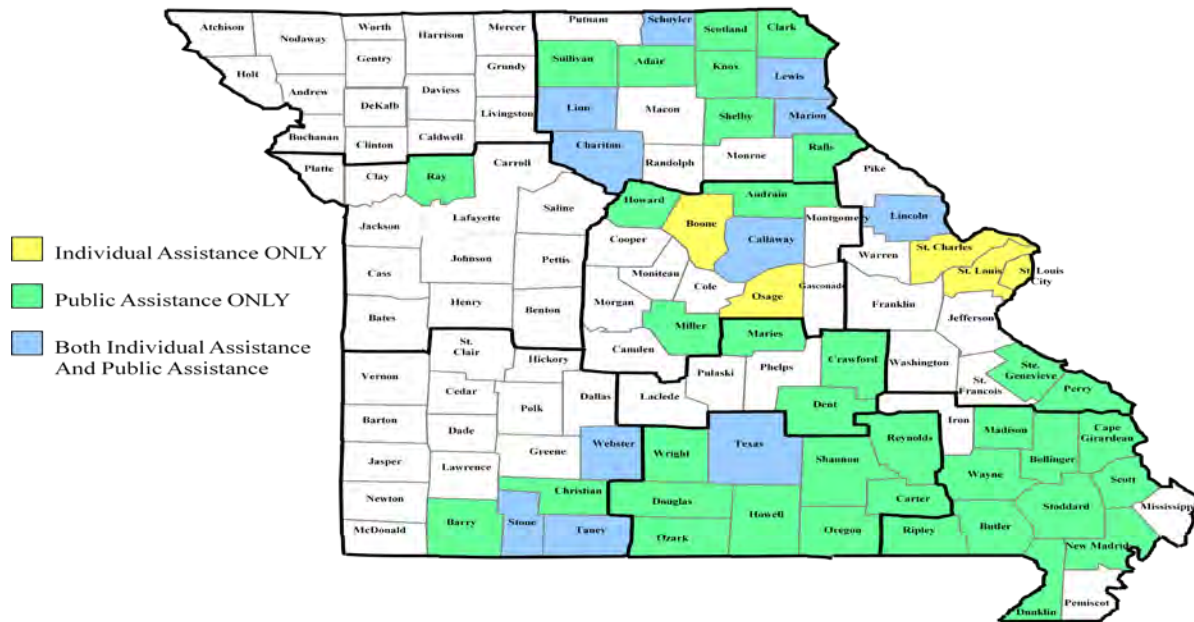 Atchison
Nodaway
Worth
Harrison
Mercer
Putnam
Schuyler
Scotland
Clark
Gentry
Grundy
Sullivan
Adair
Knox
Lewis
Holt
Andrew
DeKalb
Daviess
Livingston
Linn
Macon
Shelby
Marion
Buchanan
Clinton
Caldwell
Chariton
Randolph
Monroe
Ralls
Platte
Clay
Ray
Carroll
Pike
Howard
Audrain
Jackson
Lafayette
Saline
Boone
Callaway
Montgomery
Lincoln
Cooper
Warren
St. Charles
Individual Assistance ONLY
Cass
Johnson
Pettis
Moniteau
Cole
Osage
Gasconade
St. Louis
St. Louis
City
Public Assistance ONLY
Bates
Henry
Benton
Morgan
Miller
Maries
Franklin
Jefferson
Both Individual Assistance
And Public Assistance
St.
Clair
Hickory
Camden
Pulaski
Phelps
Crawford
Washington
St.
Francois
Ste.
Genevieve
Perry
Vernon
Cedar
Polk
Dallas
Laclede
Dent
Iron
Madison
Cape
Girardeau
Barton
Dade
Greene
Webster
Wright
Texas
Shannon
Reynolds
Wayne
Bollinger
Scott
Jasper
Lawrence
Christian
Douglas
Howell
Carter
Stoddard
Mississipp
Newton
Barry
Stone
Taney
Ozark
Oregon
Ripley
Butler
New Madrid
McDonald
Dunklin
Pemiscot